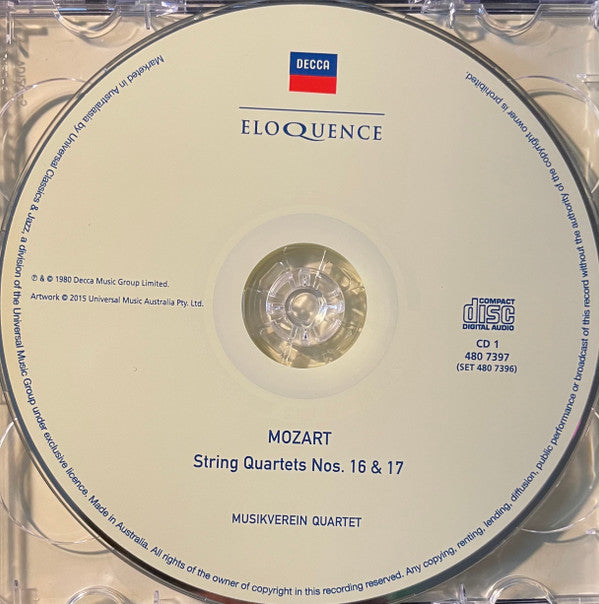 DECCA
ELOQUENCE
℗ & © 1980 Decca Music Group Limited.
Artwork © 2015 Universal Music Australia Pty. Ltd.
COMPACT
disc
DIGITAL AUDIO
CD 1
480 7397
(SET 480 7396)
MOZART
String Quartets Nos. 16 & 17
MUSIKVEREIN QUARTET
Marketed in Australasia by Universal Classics & Jazz, a division of the Universal Music Group under exclusive licence. Made in Australia. All rights of the owner of copyright in this recording reserved. Any copying, renting, lending, diffusion, public performance or broadcast of this record without the authority of the copyright owner is prohibited.